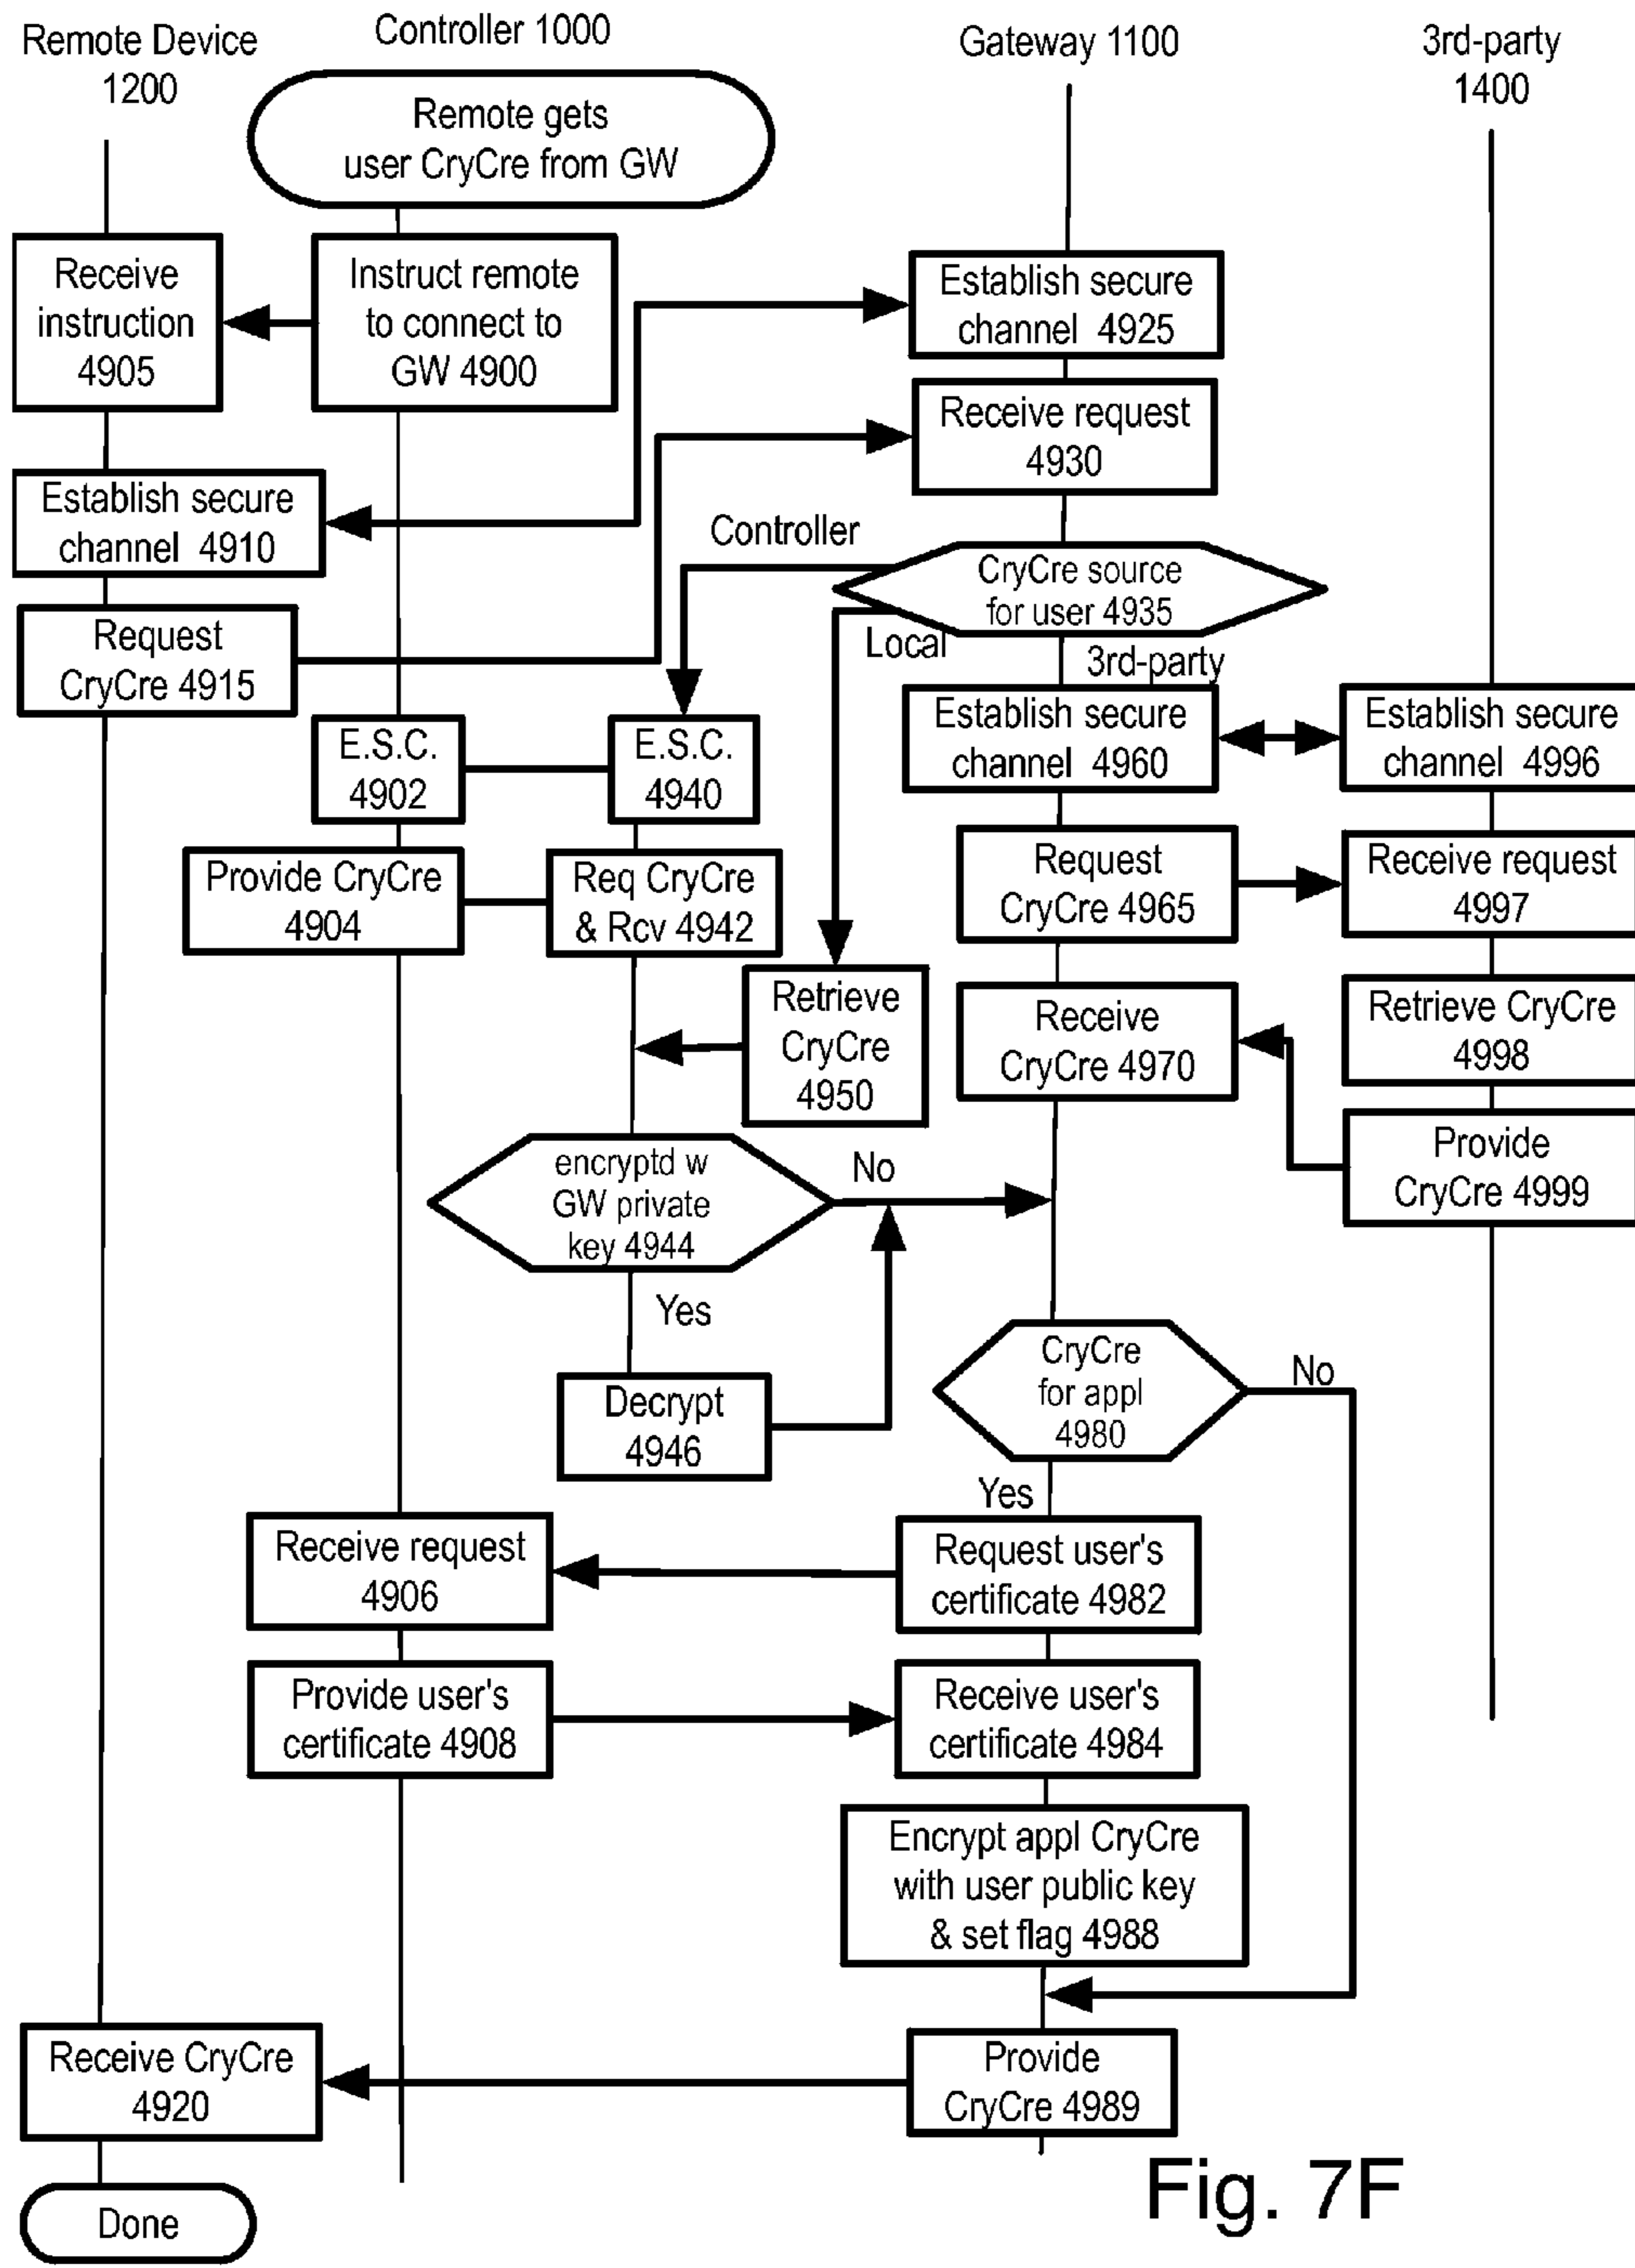 Remote Device
1200
Controller 1000
Gateway 1100
3rd-party
1400
Remote gets
user CryCre from GW
Receive
instruction
4905
Instruct remote
to connect to
GW 4900
Establish secure
channel 4925
Receive request
4930
Establish secure
channel 4910
Controller
CryCre source
for user 4935
Local
3rd-party
Request
CryCre 4915
E.S.C.
4902
E.S.C.
4940
Establish secure
channel 4960
Establish secure
channel 4996
Provide CryCre
4904
Req CryCre
& Rcv 4942
Request
CryCre 4965
Receive request
4997
Retrieve
CryCre
4950
Receive
CryCre 4970
Retrieve CryCre
4998
Provide
CryCre 4999
encryptd w
GW private
key 4944
No
Yes
Decrypt
4946
CryCre
for appl
4980
No
Yes
Receive request
4906
Request user's
certificate 4982
Provide user's
certificate 4908
Receive user's
certificate 4984
Encrypt appl CryCre
with user public key
& set flag 4988
Receive CryCre
4920
Provide
CryCre 4989
Done
Fig. 7F